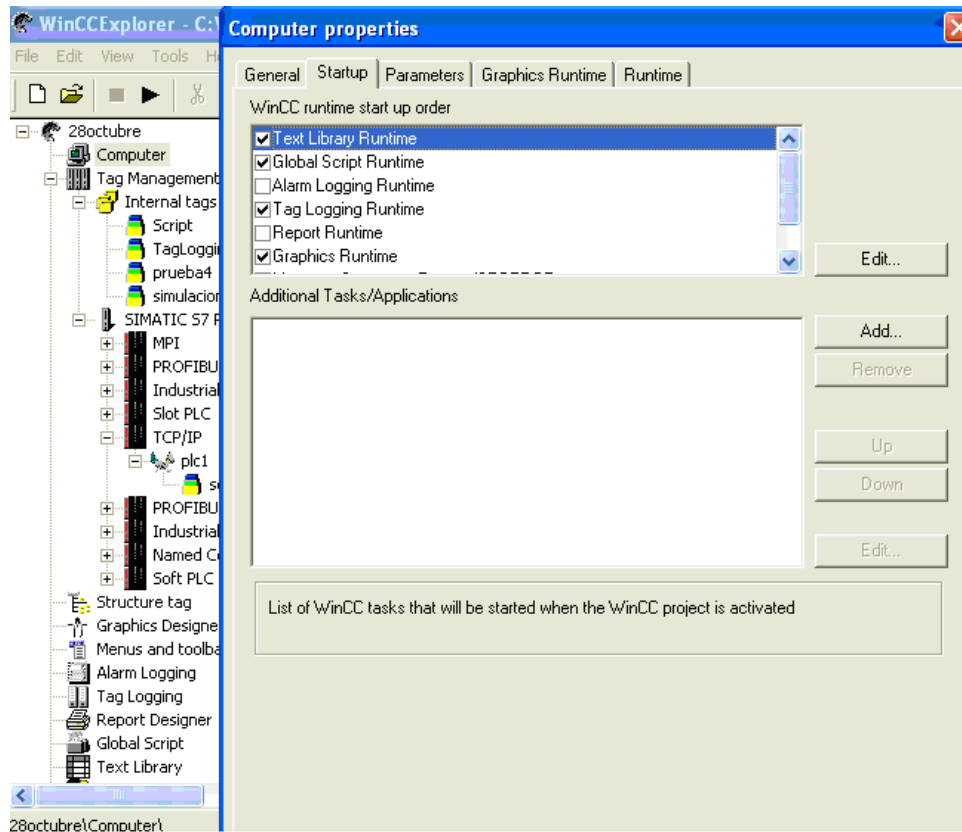 WinCCExplorer - C:\
Computer properties
File Edit View Tools
General Startup Parameters Graphics Runtime Runtime
WinCC runtime start up order
Text Library Runtime
Global Script Runtime
Alarm Logging Runtime
Tag Logging Runtime
Report Runtime
Graphics Runtime
Edit...
Additional Tasks/Applications
Add...
Remove
Up
Down
Edit...
List of WinCC tasks that will be started when the WinCC project is activated
28octubre
Computer
Tag Management
Internal tags
Script
TagLoggi
prueba4
simulacion
SIMATIC S7 P
MPI
PROFIBU
Industrial
Slot PLC
TCP/IP
plc1
PROFIBU
Industrial
Named C
Soft PLC
Structure tag
Graphics Designe
Menus and toolba
Alarm Logging
Tag Logging
Report Designer
Global Script
Text Library
28octubre\Computer\